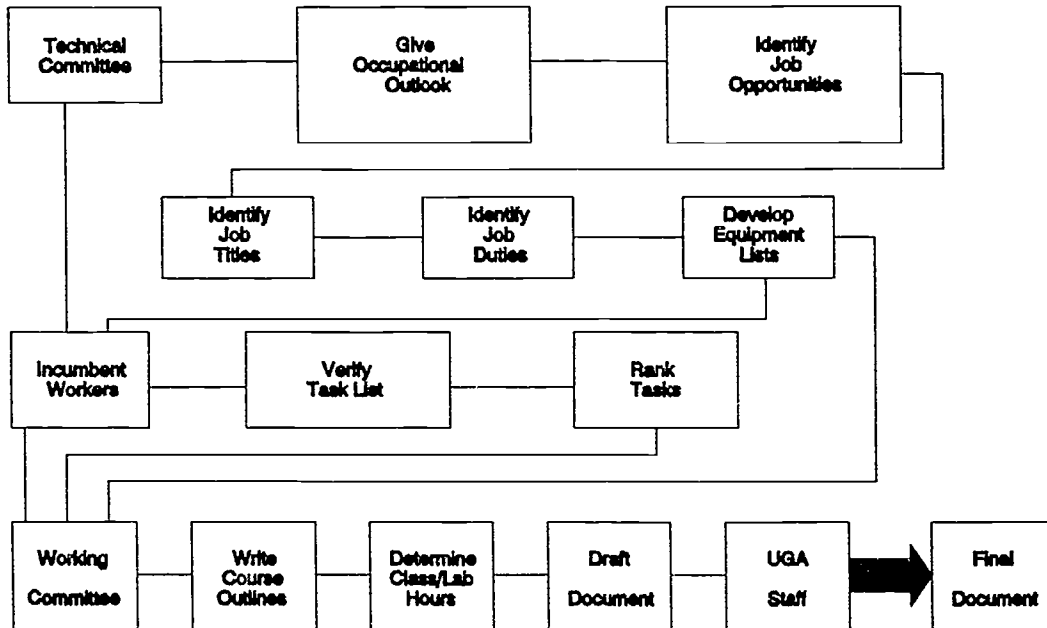 Technical
Committee
Give
Occupational
Outlook
Identify
Job
Opportunities
Identify
Job
Titles
Identify
Job
Duties
Develop
Equipment
Lists
Incumbent
Workers
Verify
Task List
Rank
Tasks
Working
Committee
Write
Course
Outlines
Determine
Class/Lab
Hours
Draft
Document
UGA
Staff
Final
Document